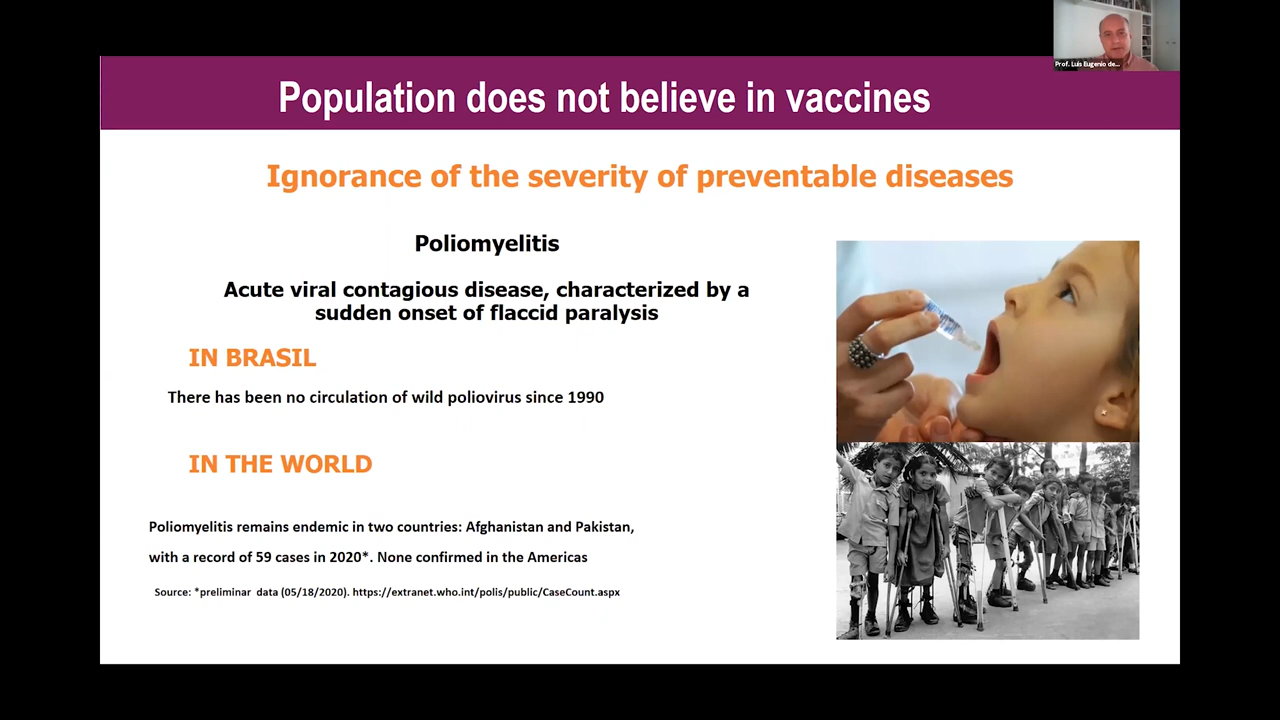 Prof. Luis Eugenio de...
Population does not believe in vaccines
Ignorance of the severity of preventable diseases
Poliomyelitis
Acute viral contagious disease, characterized by a
sudden onset of flaccid paralysis
IN BRASIL
There has been no circulation of wild poliovirus since 1990
IN THE WORLD
Poliomyelitis remains endemic in two countries: Afghanistan and Pakistan,
with a record of 59 cases in 2020*. None confirmed in the Americas
Source: *preliminar data (05/18/2020). https://extranet.who.int/polis/public/CaseCount.aspx